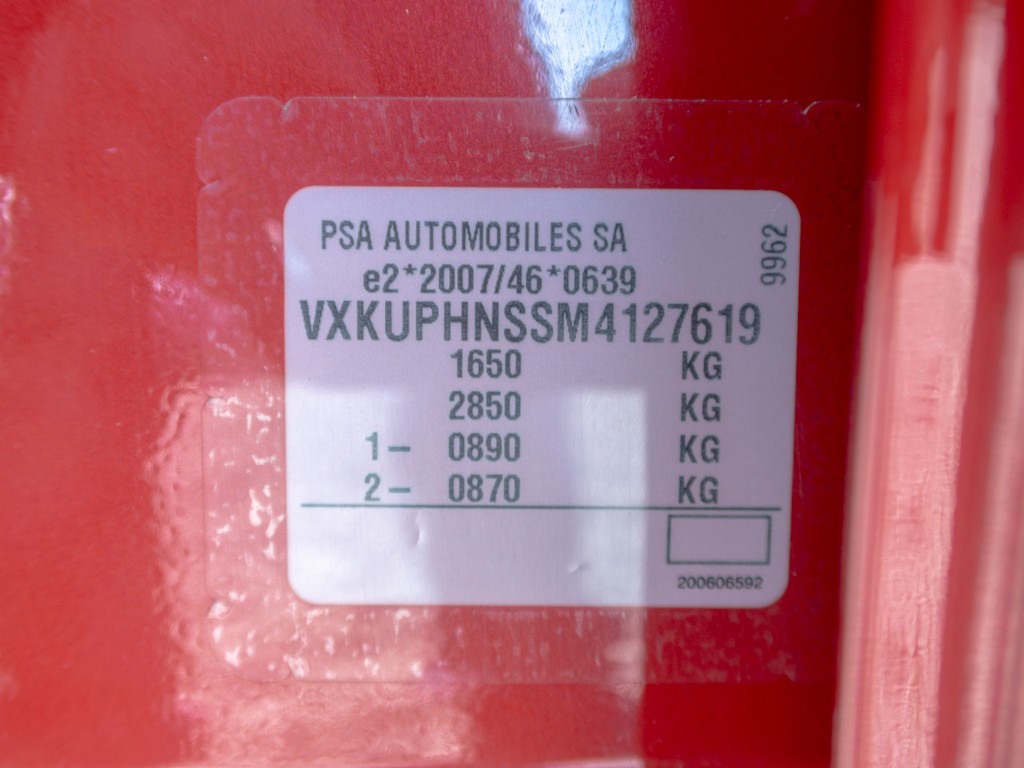 PSA AUTOMOBILES SA
9962
e2*2007/46*0639
VXKUPHNSSM4127619
1650 KG
2850 KG
1- 0890 KG
2- 0870 KG
200606592